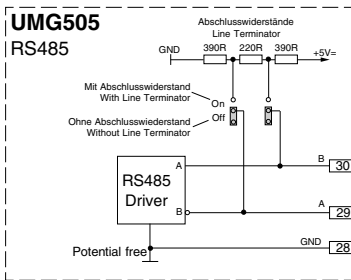 UMG505
RS485
Abschlusswiderstände
Line Terminator
GND
390R
220R
390R
+5V=
Mit Abschlusswiderstand
With Line Terminator
On
Off
Ohne Abschlusswiederstand
Without Line Terminator
A
B
30
RS485
Driver
B
A
29
Potential free
GND
28